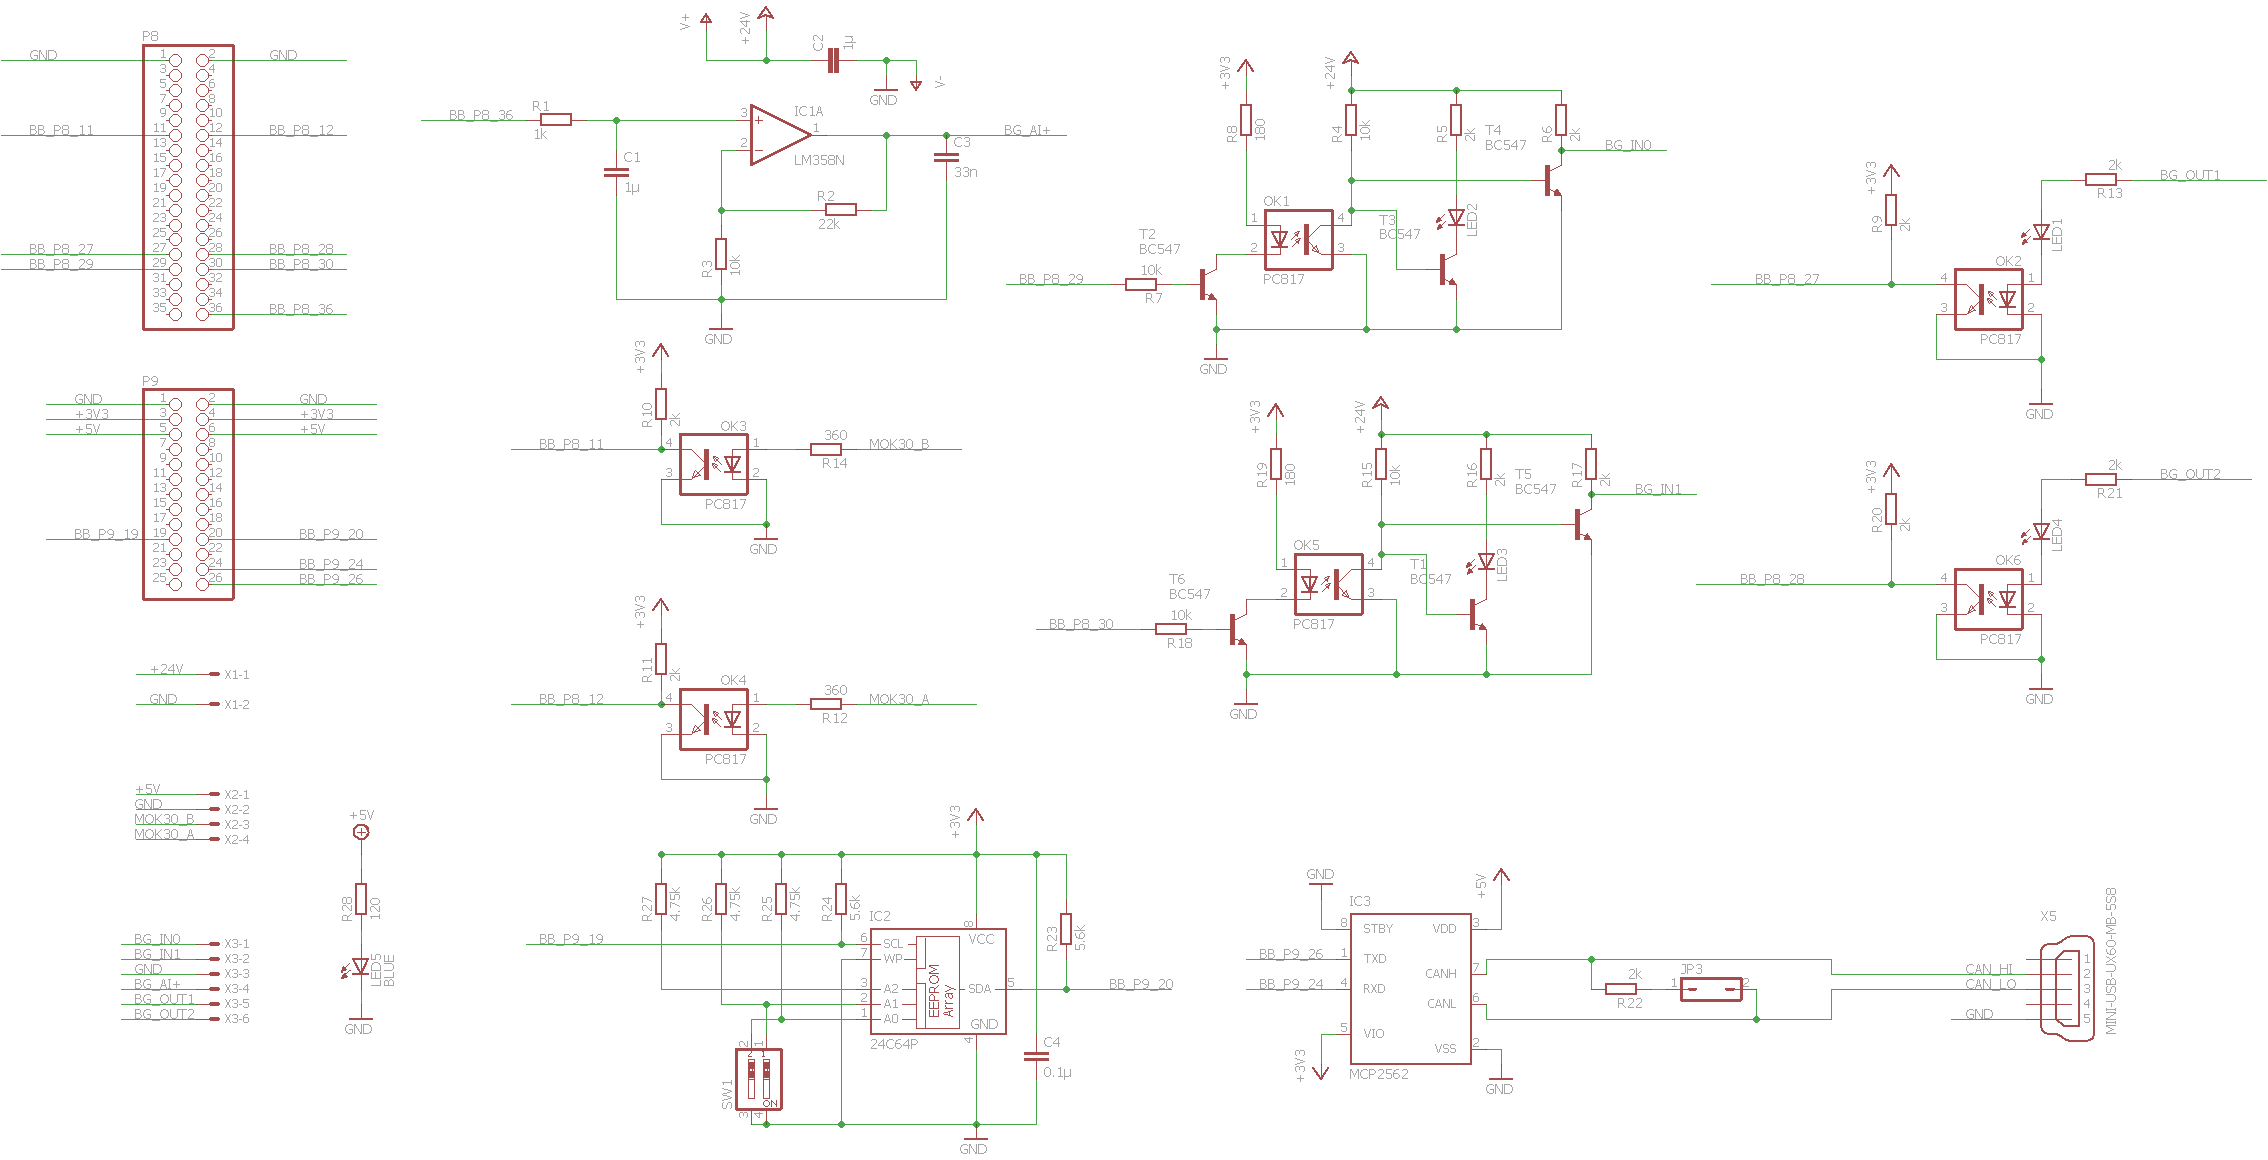 P8
GND
1 2
GND
3 4
5 6
7 8
9 10
BB_P8_11
11 12
BB_P8_12
13 14
15 16
17 18
19 20
21 22
23 24
25 26
BB_P8_27
27 28
BB_P8_28
BB_P8_29
29 30
BB_P8_30
31 32
33 34
35 36
BB_P8_36
P9
GND
1 2
GND
+3V3
3 4
+3V3
+5V
5 6
+5V
7 8
9 10
11 12
13 14
15 16
17 18
BB_P9_19
19 20
BB_P9_20
21 22
23 24
BB_P9_24
25 26
BB_P9_26
+24V
X1-1
GND
X1-2
+5V
X2-1
GND
X2-2
MOK30_B
X2-3
MOK30_A
X2-4
BG_IN0
X3-1
BG_IN1
X3-2
GND
X3-3
BG_AI+
X3-4
BG_OUT1
X3-5
BG_OUT2
X3-6
+5V
R28
120
LED5
BLUE
GND
V+
+24V
C2
1µ
GND
V-
BB_P8_36
R1
1k
C1
1µ
3
+
2
−
1
IC1A
LM358N
BG_AI+
C3
33n
R2
22k
R3
10k
GND
+3V3
R10
2k
OK3
BB_P8_11
4
3
1
2
PC817
360
R14
MOK30_B
GND
+3V3
R11
2k
OK4
BB_P8_12
4
3
1
2
PC817
360
R12
MOK30_A
GND
+3V3
R8
180
+24V
R4
10k
R5
2k
T4
BC547
R6
2k
BG_IN0
OK1
1
2
4
3
PC817
T3
BC547
LED2
T2
BC547
BB_P8_29
10k
R7
GND
+3V3
R19
180
+24V
R15
10k
R16
2k
T5
BC547
R17
2k
BG_IN1
OK5
1
2
4
3
PC817
T1
BC547
LED3
T6
BC547
BB_P8_30
10k
R18
GND
+3V3
R9
2k
BB_P8_27
OK2
4
3
1
2
PC817
LED1
2k
R13
BG_OUT1
GND
+3V3
R20
2k
BB_P8_28
OK6
4
3
1
2
PC817
LED4
2k
R21
BG_OUT2
GND
+3V3
R27
4.75k
R26
4.75k
R25
4.75k
R24
5.6k
IC2
BB_P9_19
6
SCL
7
WP
3
A2
2
A1
1
A0
8
VCC
EEPROM
Array
SDA
5
GND
4
24C64P
R23
5.6k
BB_P9_20
C4
0.1µ
SW1
2 1
2 1
ON
3 4
GND
GND
IC3
+5V
8
STBY
VDD
3
BB_P9_26
1
TXD
CANH
7
BB_P9_24
4
RXD
CANL
6
5
VIO
VSS
2
+3V3
MCP2562
GND
2k
R22
JP3
1
2
X5
CAN_HI
CAN_LO
GND
1
2
3
4
5
MINI-USB-UX60-MB-5S8